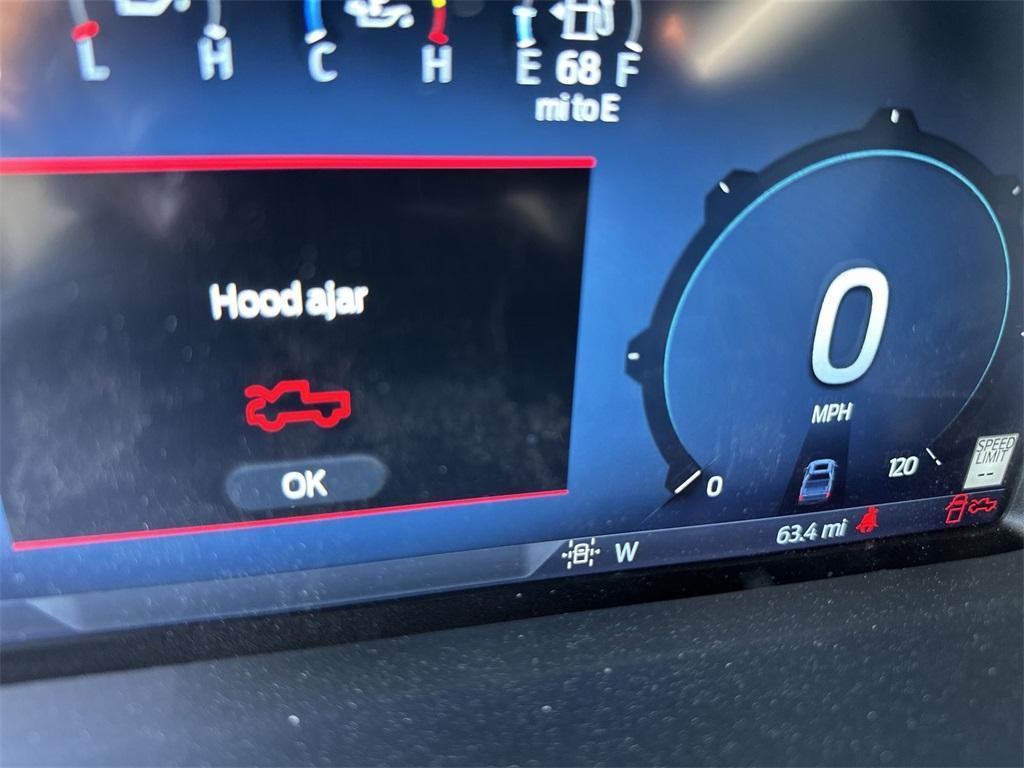 L H C H E 68 F
mi to E
Hood ajar
OK
0
MPH
0 120
SPEED
LIMIT
--
63.4 mi
W